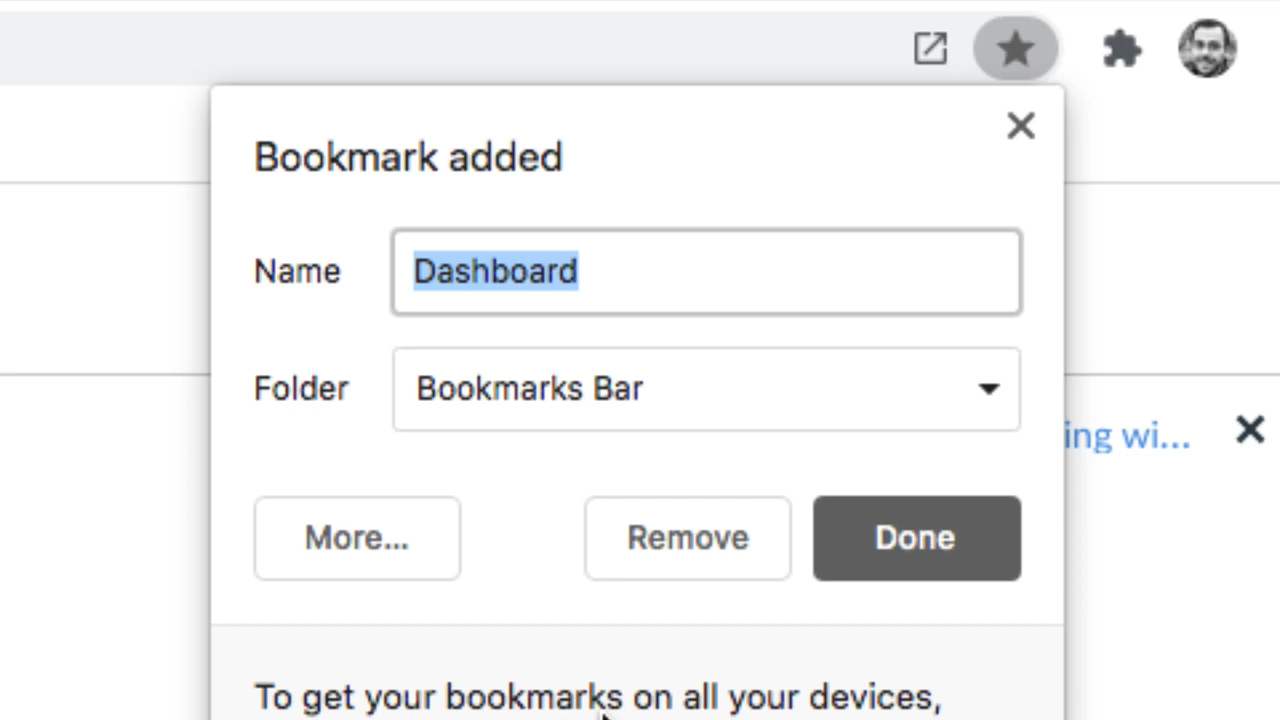 Bookmark added
Name Dashboard
Folder Bookmarks Bar
ing wi...
More... Remove Done
To get your bookmarks on all your devices,